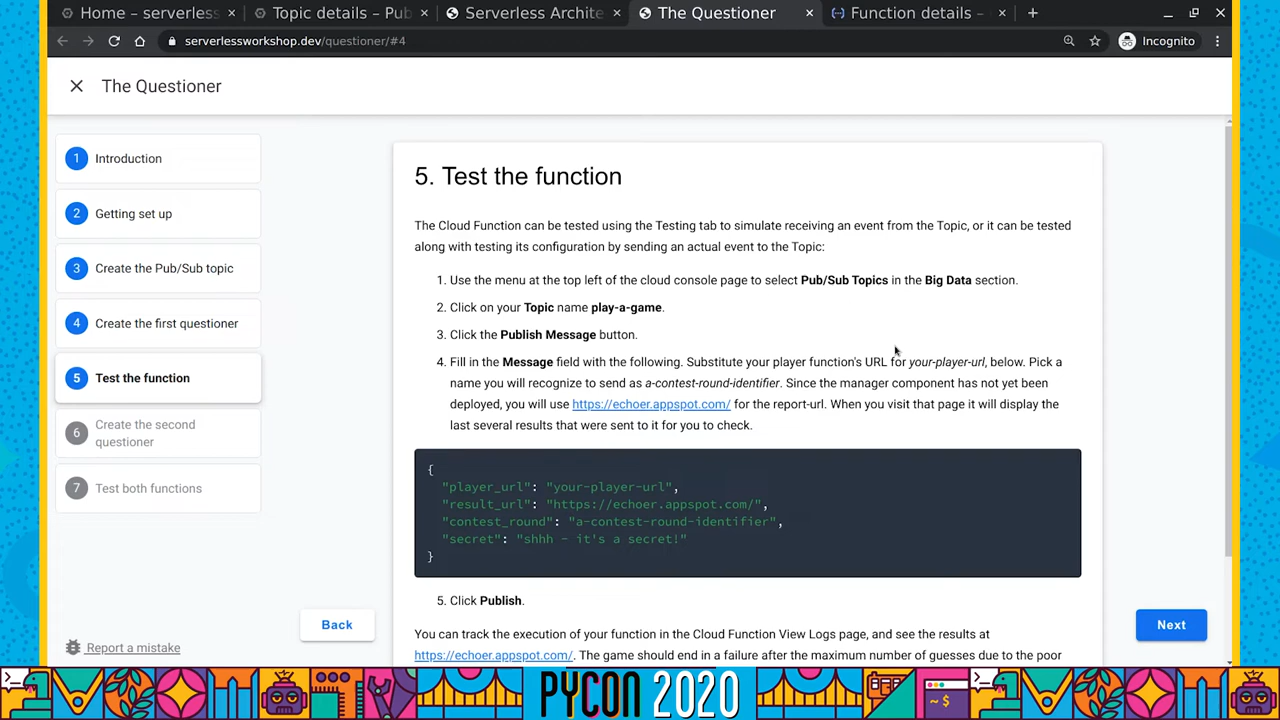 Home – serverless
Topic details – Pub
Serverless Archite
The Questioner
Function details –
serverlessworkshop.dev/questioner/#4
Incognito
The Questioner
1 Introduction
2 Getting set up
3 Create the Pub/Sub topic
4 Create the first questioner
5 Test the function
6 Create the second
questioner
7 Test both functions
Report a mistake
5. Test the function
The Cloud Function can be tested using the Testing tab to simulate receiving an event from the Topic, or it can be tested
along with testing its configuration by sending an actual event to the Topic:
1. Use the menu at the top left of the cloud console page to select Pub/Sub Topics in the Big Data section.
2. Click on your Topic name play-a-game.
3. Click the Publish Message button.
4. Fill in the Message field with the following. Substitute your player function's URL for your-player-url, below. Pick a
name you will recognize to send as a-contest-round-identifier. Since the manager component has not yet been
deployed, you will use https://echoer.appspot.com/ for the report-url. When you visit that page it will display the
last several results that were sent to it for you to check.
{
"player_url": "your-player-url",
"result_url": "https://echoer.appspot.com/",
"contest_round": "a-contest-round-identifier",
"secret": "shhh - it's a secret!"
}
5. Click Publish.
Back
Next
You can track the execution of your function in the Cloud Function View Logs page, and see the results at
https://echoer.appspot.com/. The game should end in a failure after the maximum number of guesses due to the poor
PYCON 2020